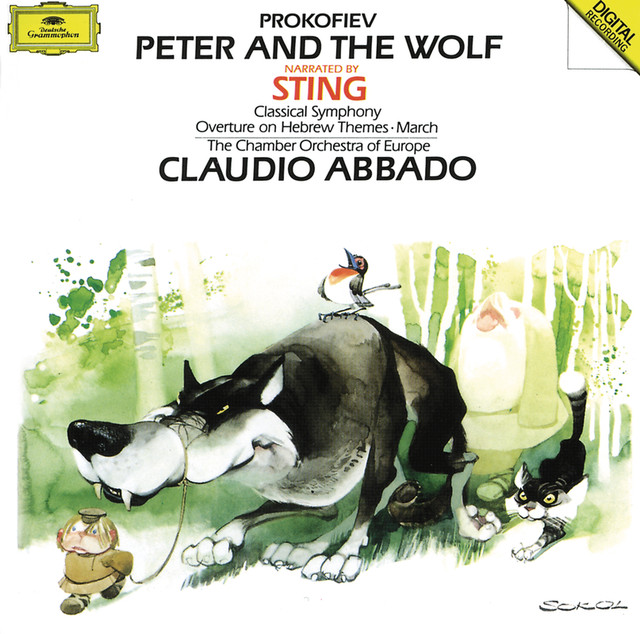 Deutsche
Grammophon
DIGITAL
RECORDING
PROKOFIEV
PETER AND THE WOLF
NARRATED BY
STING
Classical Symphony
Overture on Hebrew Themes · March
The Chamber Orchestra of Europe
CLAUDIO ABBADO
SOKOL